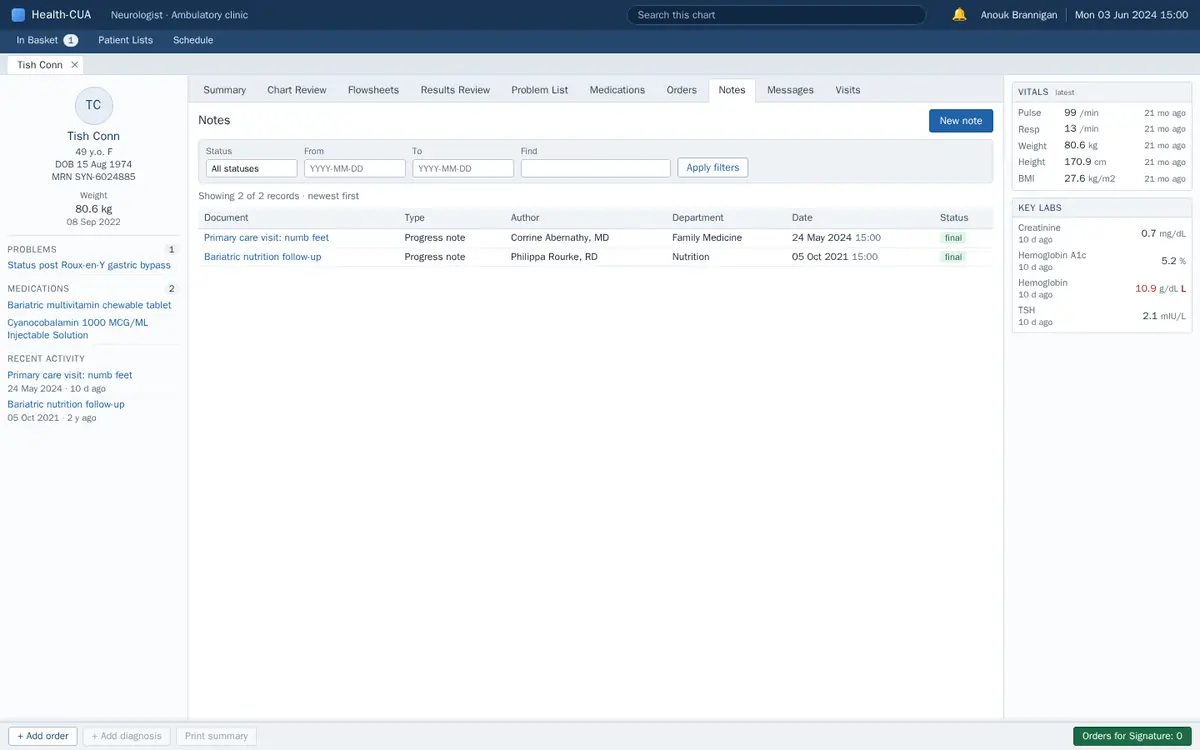 Health-CUA Neurologist · Ambulatory clinic Search this chart Anouk Brannigan Mon 03 Jun 2024 15:00
In Basket 1 Patient Lists Schedule
Tish Conn ✕
TC
Tish Conn
49 y.o. F
DOB 15 Aug 1974
MRN SYN-6024885
Weight
80.6 kg
08 Sep 2022
PROBLEMS 1
Status post Roux-en-Y gastric bypass
MEDICATIONS 2
Bariatric multivitamin chewable tablet
Cyanocobalamin 1000 MCG/ML
Injectable Solution
RECENT ACTIVITY
Primary care visit: numb feet
24 May 2024 · 10 d ago
Bariatric nutrition follow-up
05 Oct 2021 · 2 y ago
Summary Chart Review Flowsheets Results Review Problem List Medications Orders Notes Messages Visits
Notes New note
Status From To Find
All statuses YYYY-MM-DD YYYY-MM-DD Apply filters
Showing 2 of 2 records · newest first
Document Type Author Department Date Status
Primary care visit: numb feet Progress note Corrine Abernathy, MD Family Medicine 24 May 2024 15:00 final
Bariatric nutrition follow-up Progress note Philippa Rourke, RD Nutrition 05 Oct 2021 15:00 final
VITALS latest
Pulse 99 /min 21 mo ago
Resp 13 /min 21 mo ago
Weight 80.6 kg 21 mo ago
Height 170.9 cm 21 mo ago
BMI 27.6 kg/m2 21 mo ago
KEY LABS
Creatinine 0.7 mg/dL
10 d ago
Hemoglobin A1c 5.2 %
10 d ago
Hemoglobin 10.9 g/dL L
10 d ago
TSH 2.1 mIU/L
10 d ago
+ Add order + Add diagnosis Print summary Orders for Signature: 0